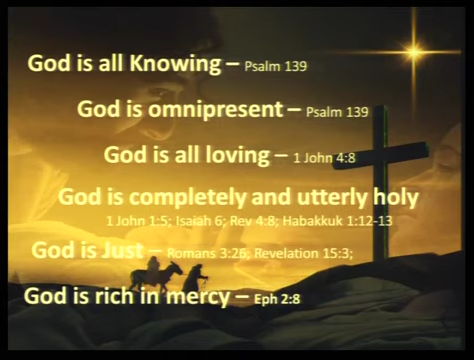 God is all Knowing – Psalm 139
God is omnipresent – Psalm 139
God is all loving – 1 John 4:8
God is completely and utterly holy
1 John 1:5; Isaiah 6; Rev 4:8; Habakkuk 1:12-13
God is Just – Romans 3:26; Revelation 15:3;
God is rich in mercy – Eph 2:8